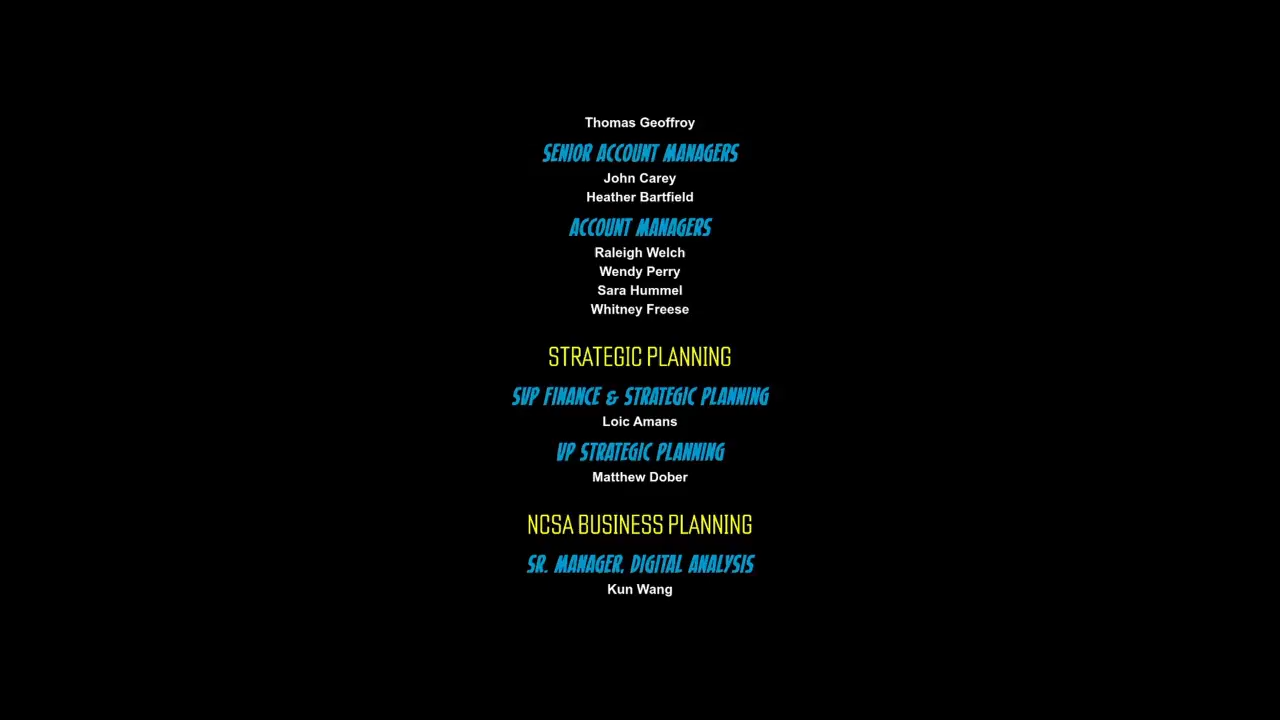 Thomas Geoffroy
SENIOR ACCOUNT MANAGERS
John Carey
Heather Bartfield
ACCOUNT MANAGERS
Raleigh Welch
Wendy Perry
Sara Hummel
Whitney Freese
STRATEGIC PLANNING
SVP FINANCE & STRATEGIC PLANNING
Loic Amans
VP STRATEGIC PLANNING
Matthew Dober
NCSA BUSINESS PLANNING
SR. MANAGER, DIGITAL ANALYSIS
Kun Wang